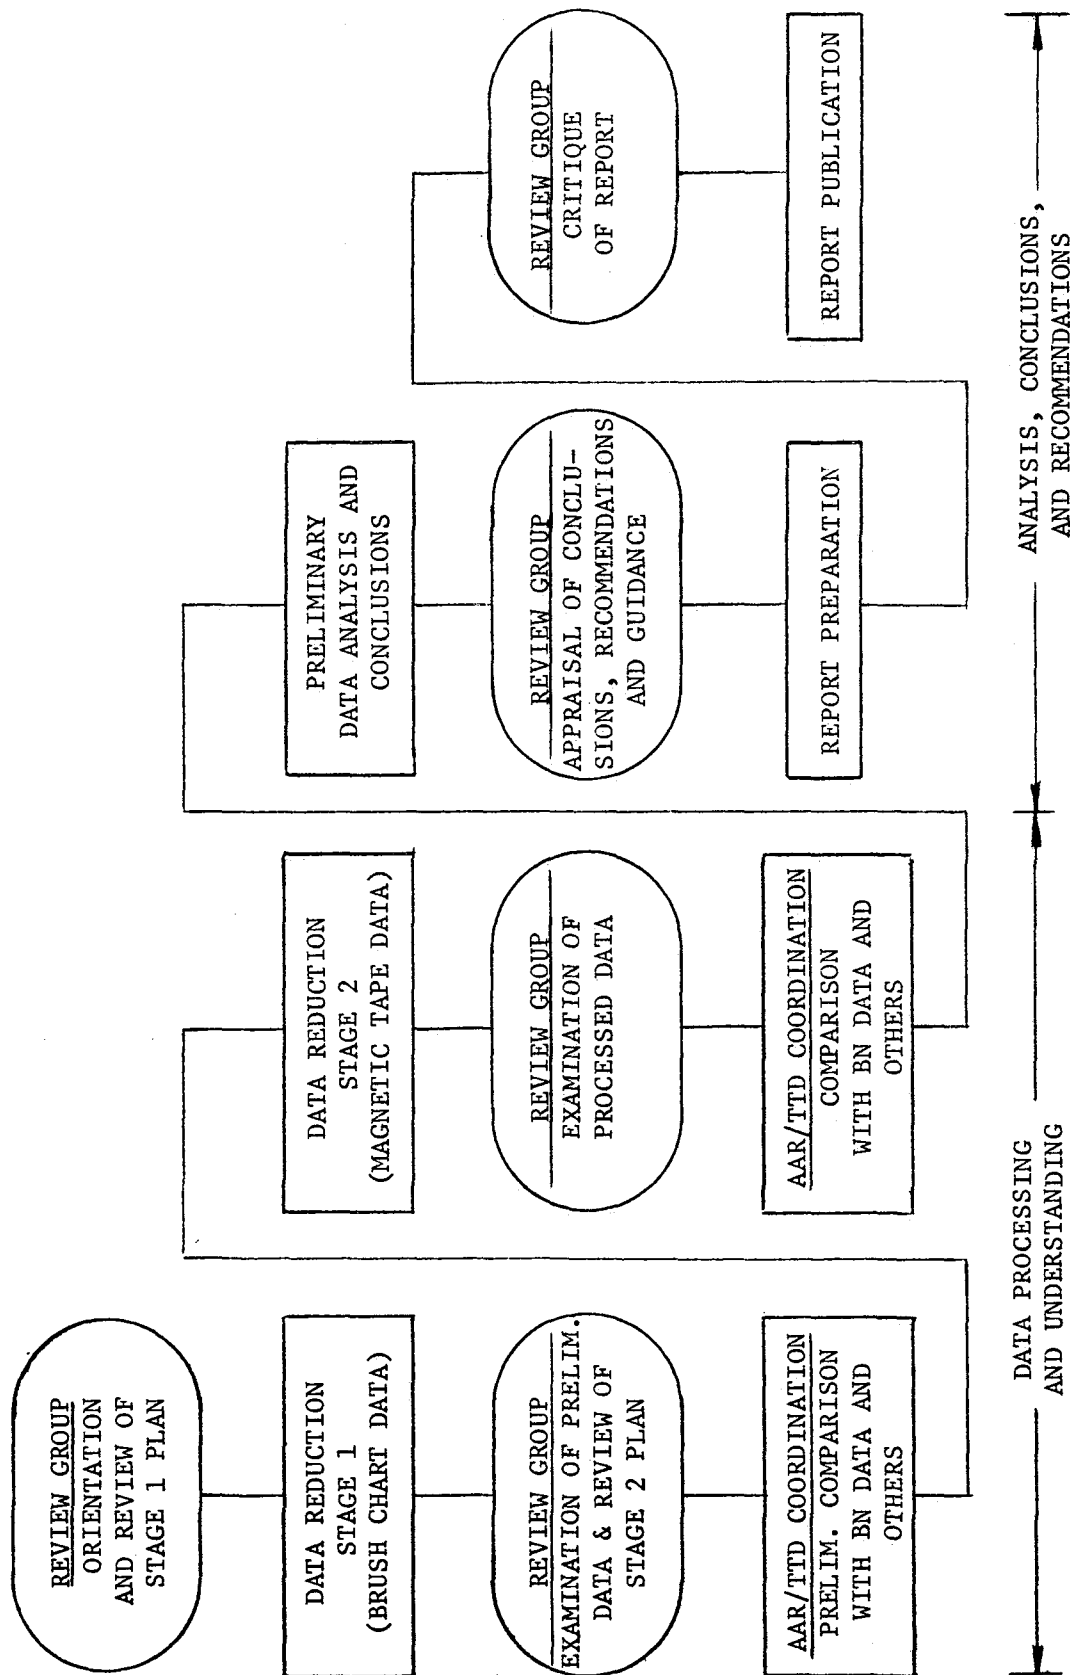 REVIEW GROUP
ORIENTATION
AND REVIEW OF
STAGE 1 PLAN
DATA REDUCTION
STAGE 1
(BRUSH CHART DATA)
REVIEW GROUP
EXAMINATION OF PRELIM.
DATA & REVIEW OF
STAGE 2 PLAN
AAR/TTD COORDINATION
PRELIM. COMPARISON
WITH BN DATA AND
OTHERS
DATA REDUCTION
STAGE 2
(MAGNETIC TAPE DATA)
REVIEW GROUP
EXAMINATION OF
PROCESSED DATA
AAR/TTD COORDINATION
COMPARISON
WITH BN DATA AND
OTHERS
PRELIMINARY
DATA ANALYSIS AND
CONCLUSIONS
REVIEW GROUP
APPRAISAL OF CONCLU-
SIONS, RECOMMENDATIONS
AND GUIDANCE
REPORT PREPARATION
REVIEW GROUP
CRITIQUE
OF REPORT
REPORT PUBLICATION
DATA PROCESSING
AND UNDERSTANDING
ANALYSIS, CONCLUSIONS,
AND RECOMMENDATIONS